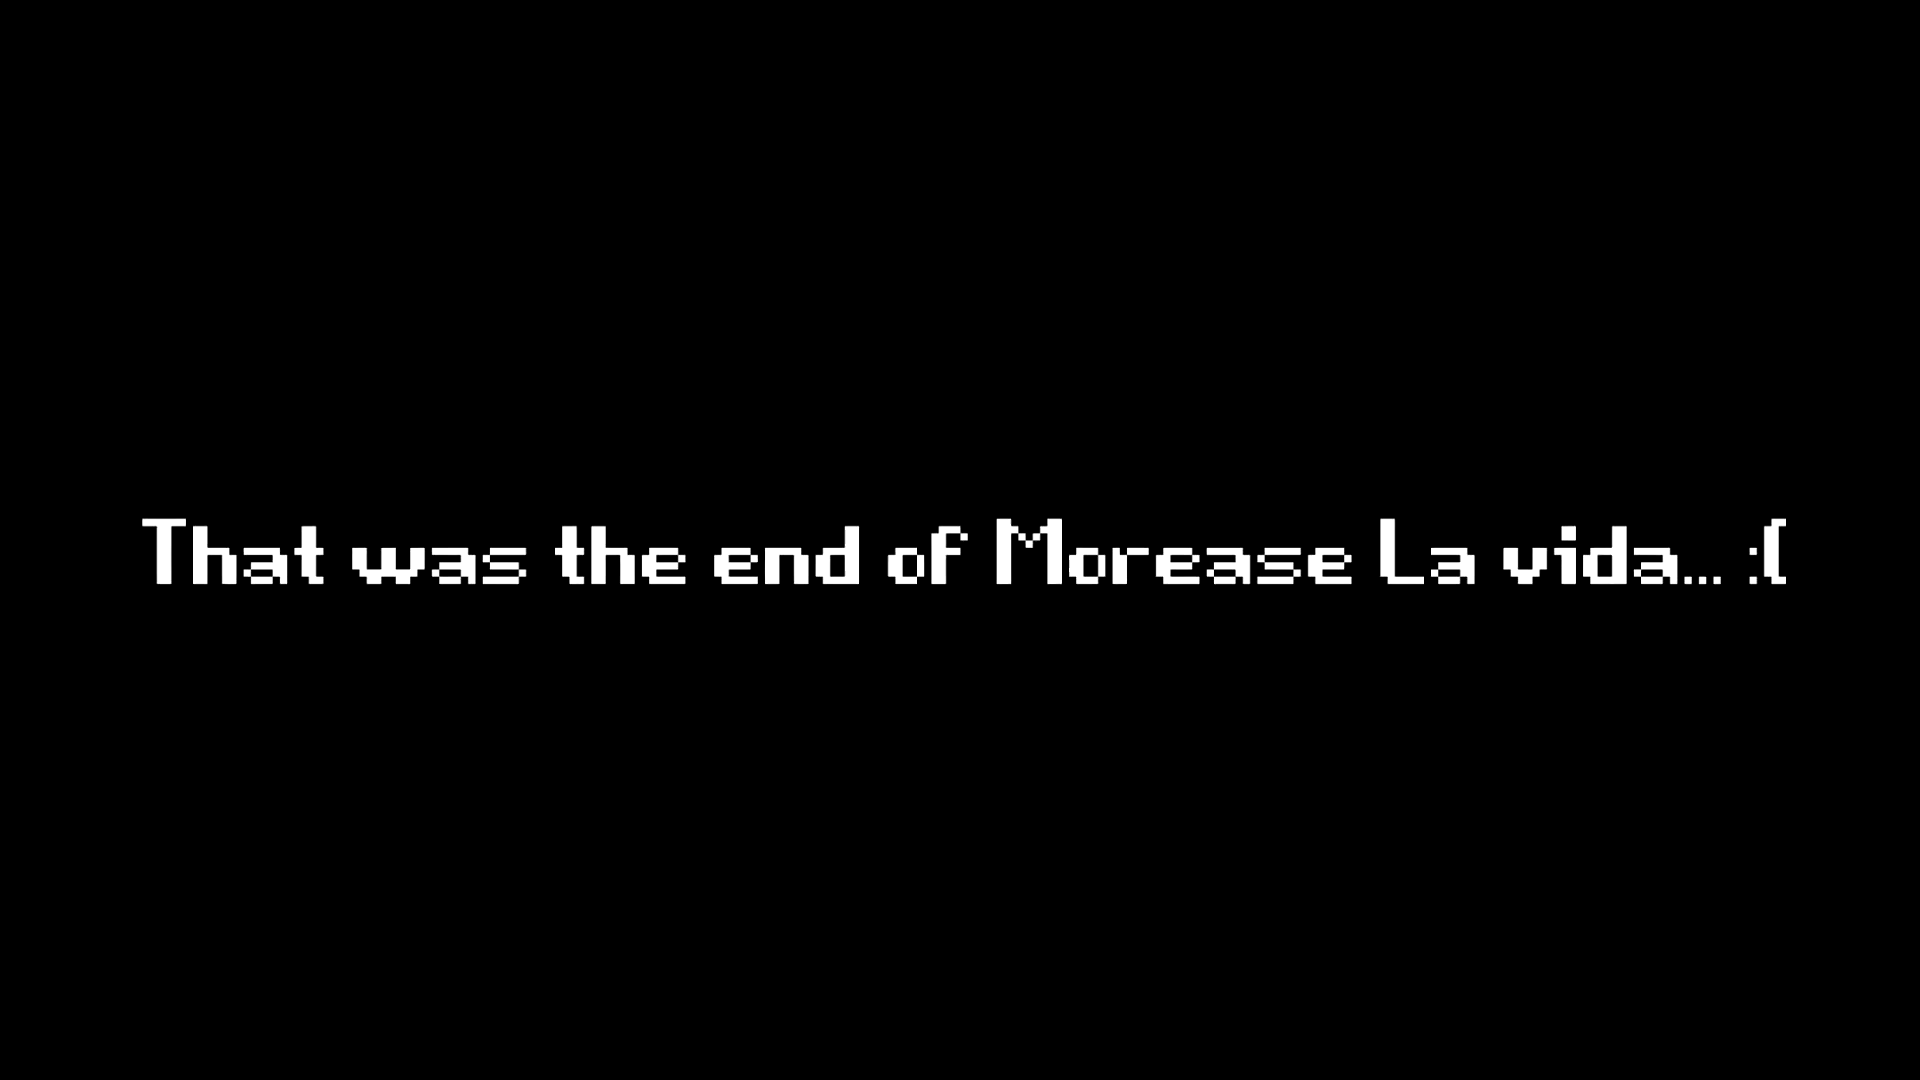 That was the end of Morease La vida... :(